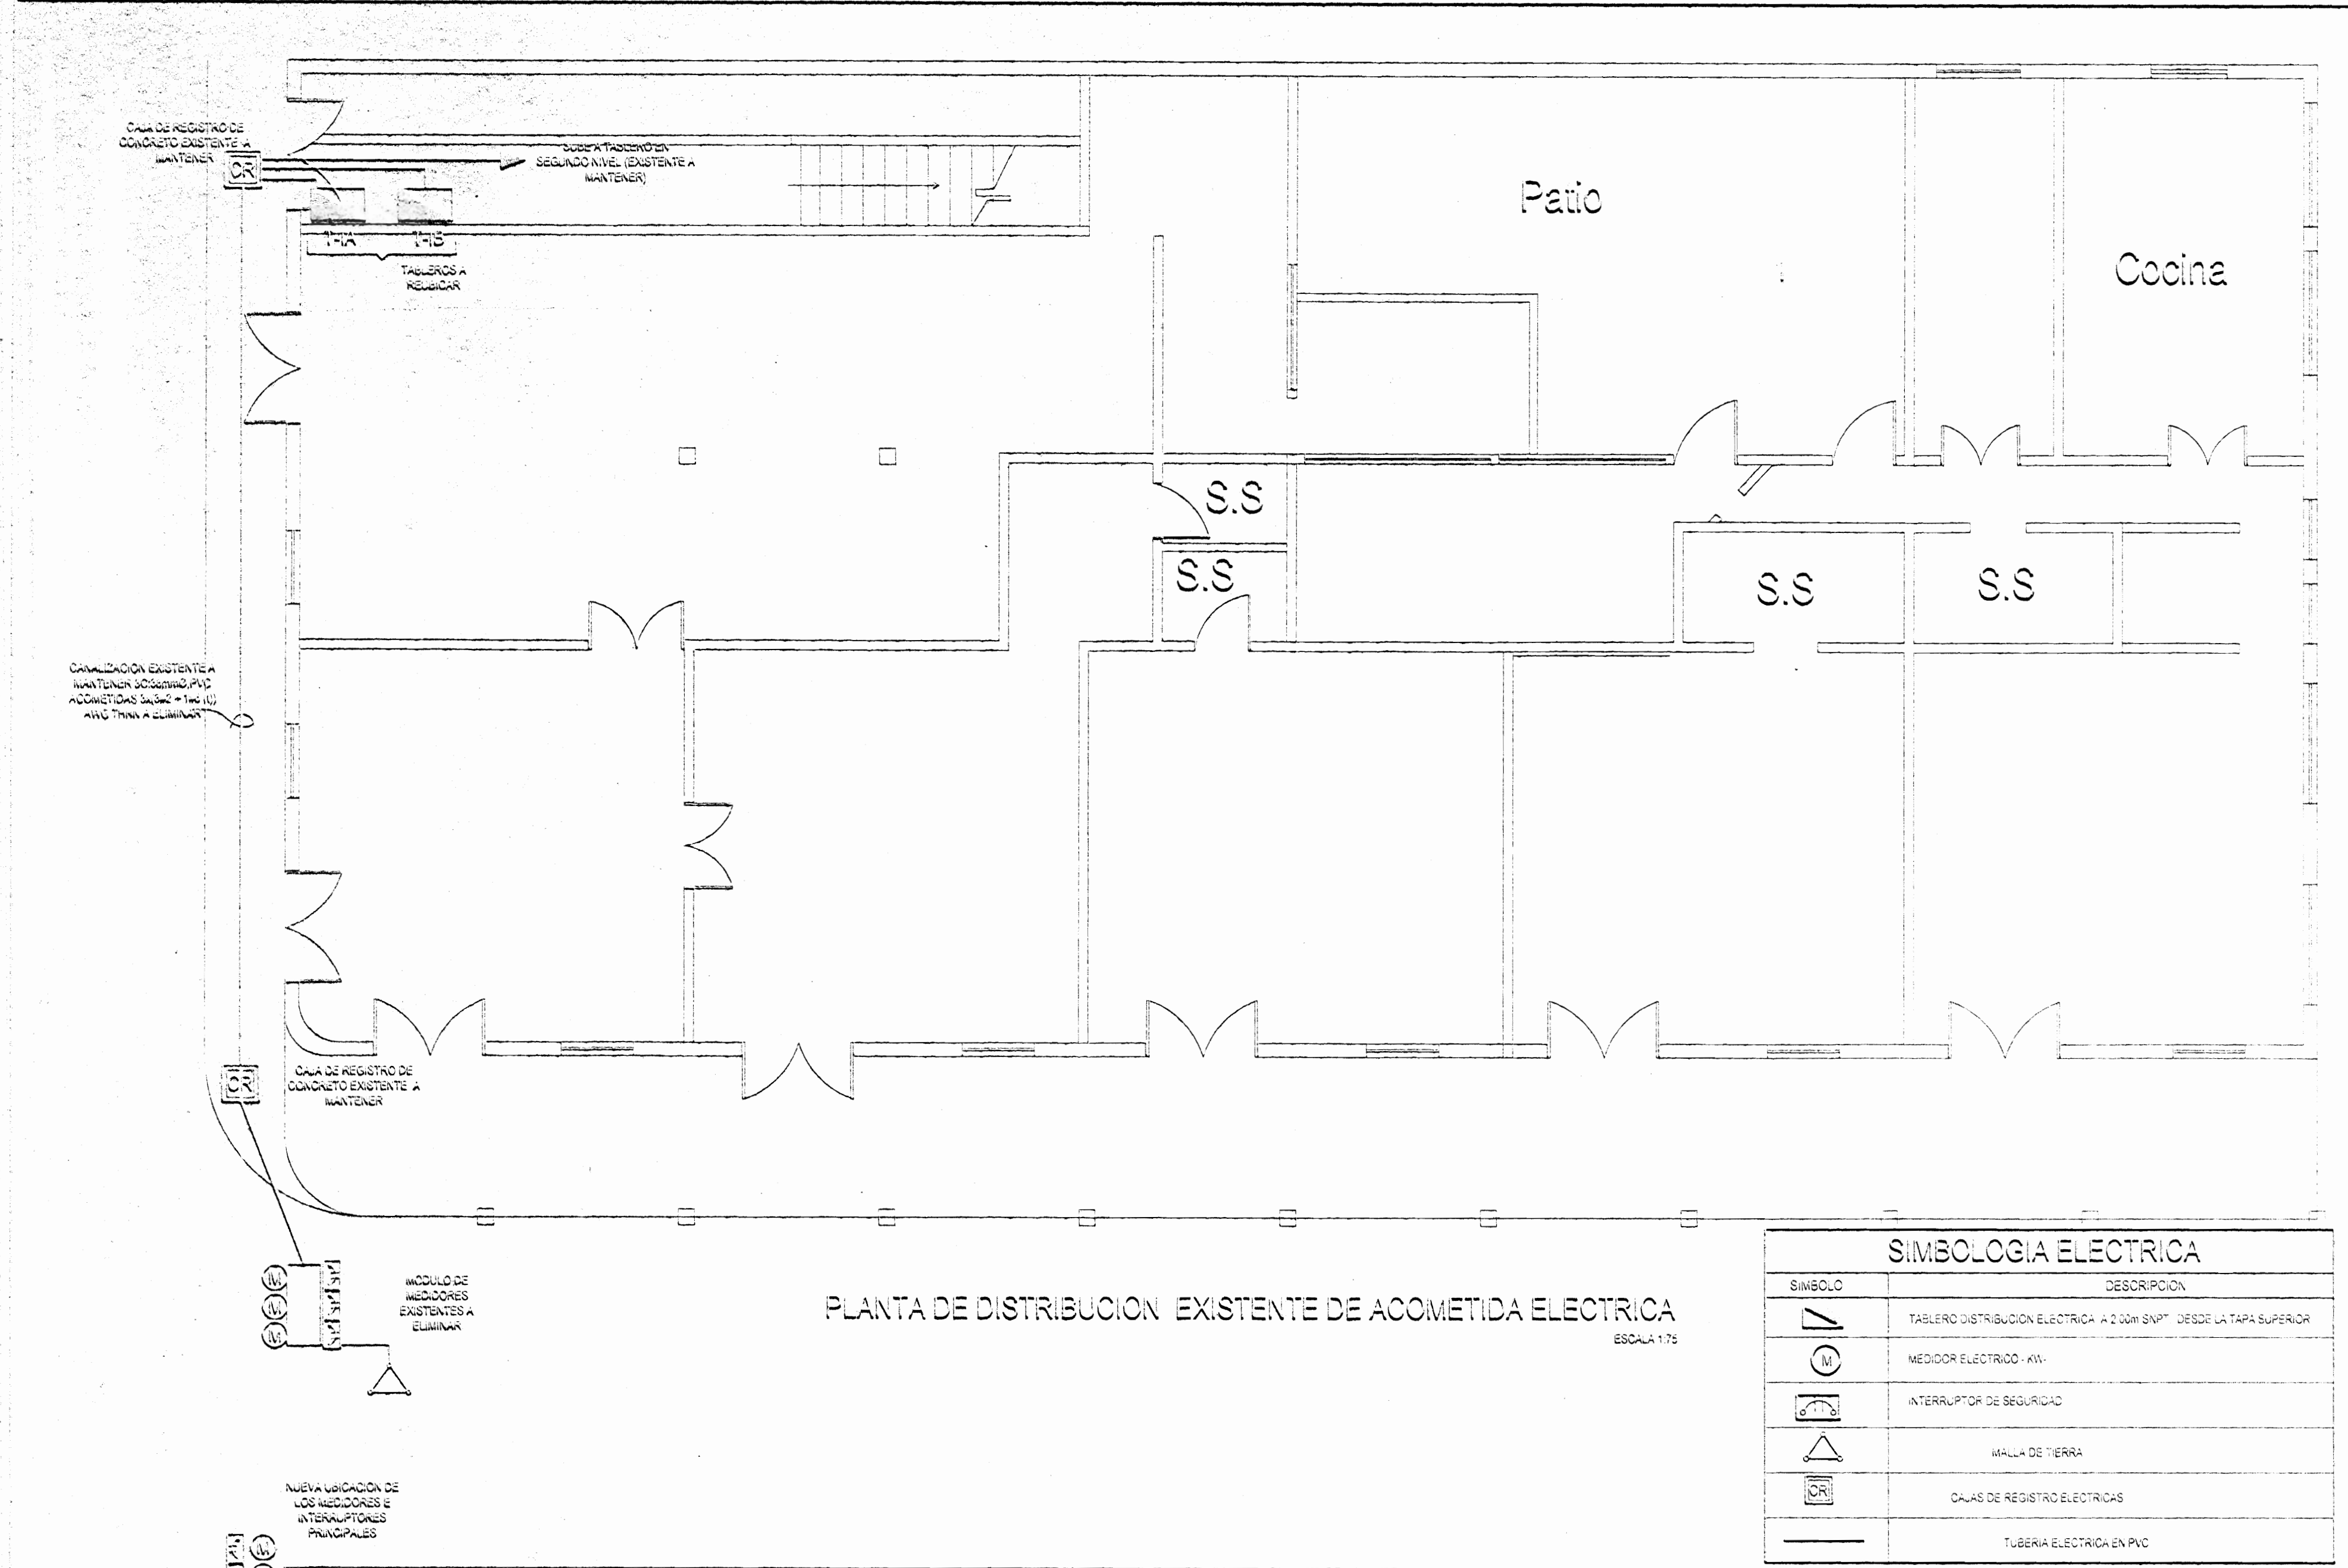 CAJA DE REGISTRO DE
CONCRETO EXISTENTE A
MANTENER
CR
SUBE A TABLERO EN
SEGUNDO NIVEL (EXISTENTE A
MANTENER)
T-1A
T-1B
TABLEROS A
REUBICAR
Patio
Cocina
S.S
S.S
S.S
S.S
CANALIZACION EXISTENTE A
MANTENER
ACOMETIDAS
AWG THHN A ELIMINAR
CR
CAJA DE REGISTRO DE
CONCRETO EXISTENTE A
MANTENER
M
M
M
MODULO DE
MEDIDORES
EXISTENTES A
ELIMINAR
PLANTA DE DISTRIBUCION EXISTENTE DE ACOMETIDA ELECTRICA
ESCALA 1:75
NUEVA UBICACION DE
LOS MEDIDORES E
INTERRUPTORES
PRINCIPALES
M
SIMBOLOGIA ELECTRICA
SIMBOLO DESCRIPCION
TABLERO DISTRIBUCION ELECTRICA A 2.00m SNPT DESDE LA TAPA SUPERIOR
M MEDIDOR ELECTRICO - KW-
INTERRUPTOR DE SEGURIDAD
MALLA DE TIERRA
CR CAJAS DE REGISTRO ELECTRICAS
TUBERIA ELECTRICA EN PVC